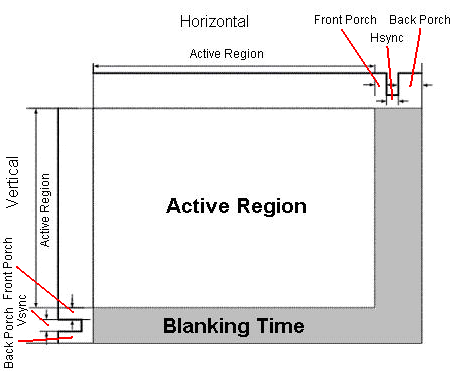 Horizontal
Front Porch
Back Porch
Hsync
Active Region
Vertical
Active Region
Active Region
Front Porch
Vsync
Back Porch
Blanking Time